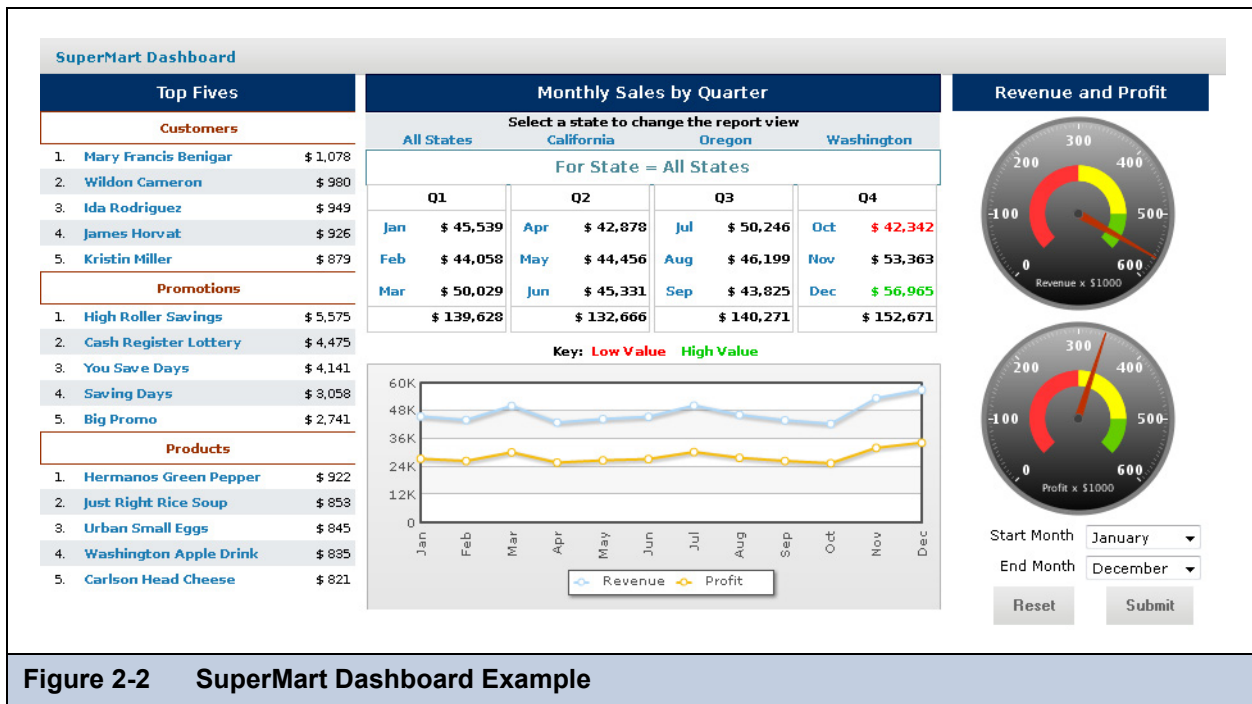 SuperMart Dashboard
Top Fives
Customers
1. Mary Francis Benigar $ 1,078
2. Wildon Cameron $ 980
3. Ida Rodriguez $ 949
4. James Horvat $ 926
5. Kristin Miller $ 879
Promotions
1. High Roller Savings $ 5,575
2. Cash Register Lottery $ 4,475
3. You Save Days $ 4,141
4. Saving Days $ 3,058
5. Big Promo $ 2,741
Products
1. Hermanos Green Pepper $ 922
2. Just Right Rice Soup $ 853
3. Urban Small Eggs $ 845
4. Washington Apple Drink $ 835
5. Carlson Head Cheese $ 821
Monthly Sales by Quarter
Select a state to change the report view
All States California Oregon Washington
For State = All States
Q1 Q2 Q3 Q4
Jan $ 45,539 Apr $ 42,878 Jul $ 50,246 Oct $ 42,342
Feb $ 44,058 May $ 44,456 Aug $ 46,199 Nov $ 53,363
Mar $ 50,029 Jun $ 45,331 Sep $ 43,825 Dec $ 56,965
$ 139,628 $ 132,666 $ 140,271 $ 152,671
Key: Low Value High Value
60K
48K
36K
24K
12K
0
Jan Feb Mar Apr May Jun Jul Aug Sep Oct Nov Dec
Revenue Profit
Revenue and Profit
300
200 400
100 500
0 600
Revenue x $1000
300
200 400
100 500
0 600
Profit x $1000
Start Month January
End Month December
Reset Submit
Figure 2-2 SuperMart Dashboard Example